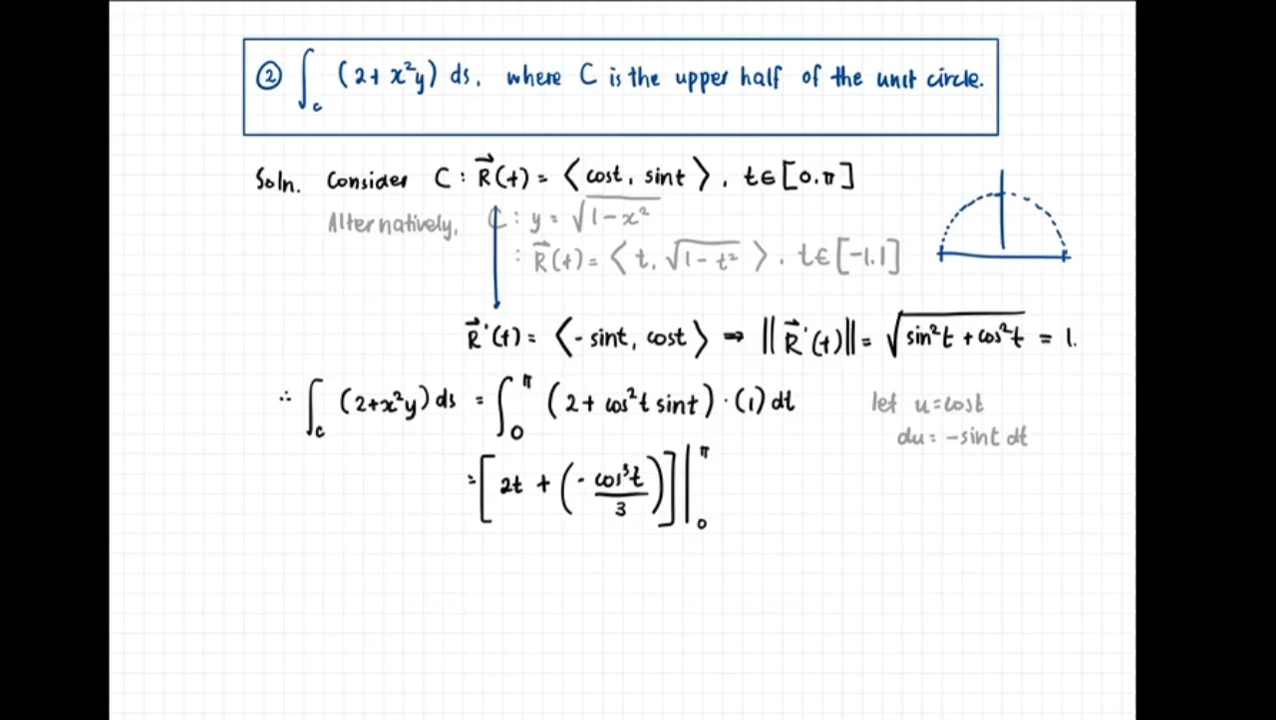 ② ∫_C (2+ x²y) ds, where C is the upper half of the unit circle.
Soln. Consider C : R⃗(t) = ⟨ cost, sint ⟩, t∈[0,π]
Alternatively, C : y = √(1-x²)
: R⃗(t) = ⟨ t, √(1-t²) ⟩, t∈[-1,1]
R⃗'(t) = ⟨ - sint, cost ⟩ ⇒ ‖R⃗'(t)‖ = √(sin²t + cos²t) = 1.
∴ ∫_C (2+x²y) ds = ∫_0^π (2+ cos²t sint) · (1) dt
let u=cost
du = -sint dt
= [ 2t + ( - cos³t/3 ) ] |_0^π